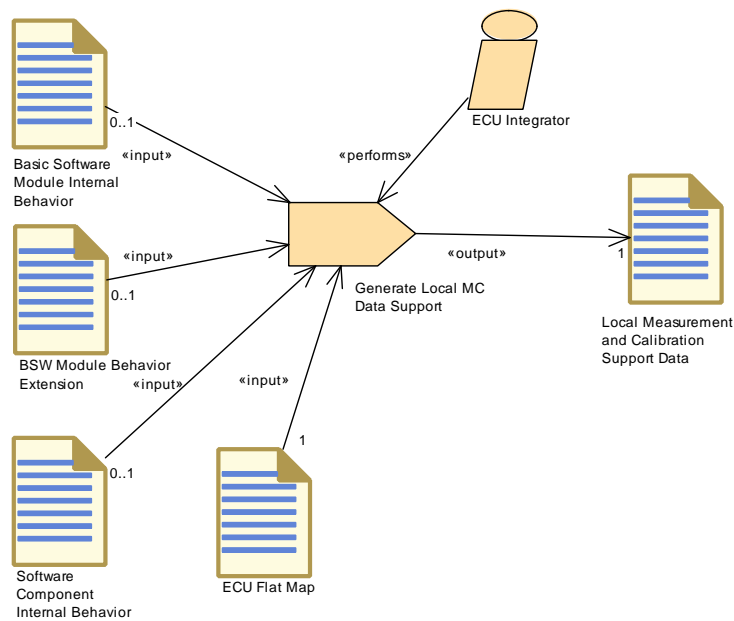 ECU Integrator
0..1
«input»
Basic Software
Module Internal
Behavior
«performs»
«input»
0..1
«output»
1
Generate Local MC
Data Support
Local Measurement
and Calibration
Support Data
BSW Module Behavior
Extension
«input»
«input»
1
0..1
Software
Component
Internal Behavior
ECU Flat Map